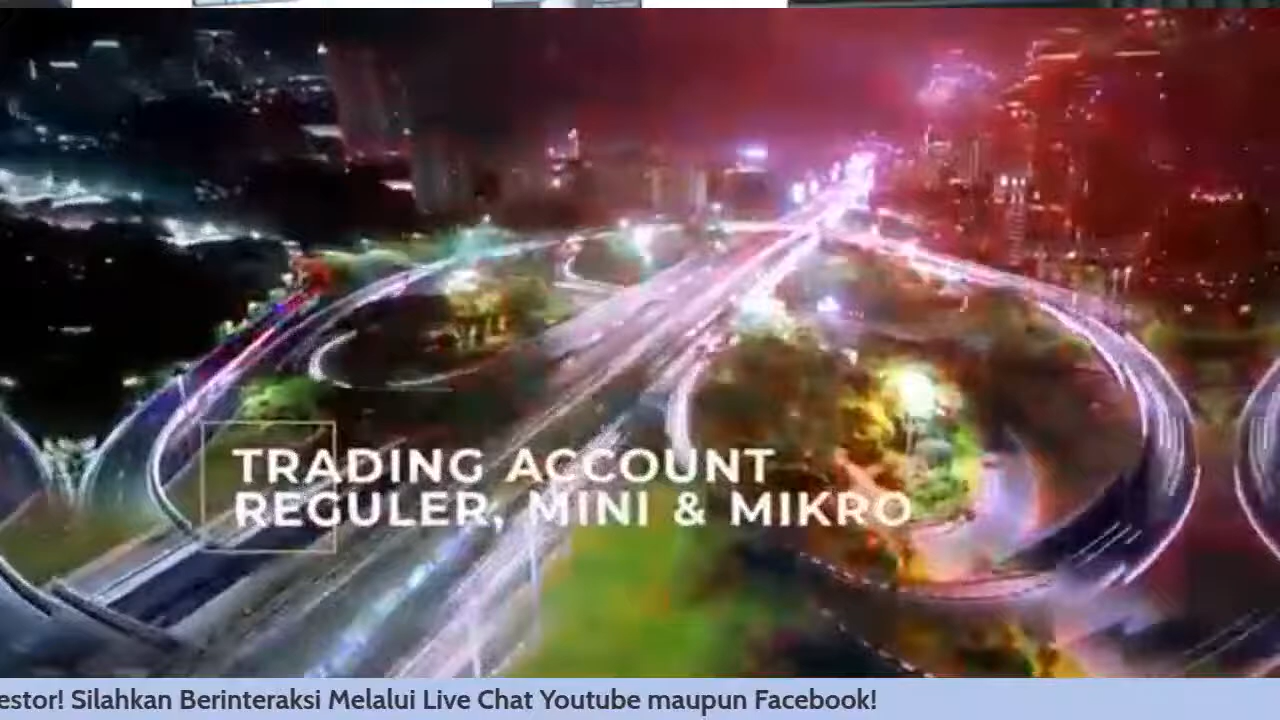 TRADING ACCOUNT
REGULER, MINI & MIKRO
estor! Silahkan Berinteraksi Melalui Live Chat Youtube maupun Facebook!